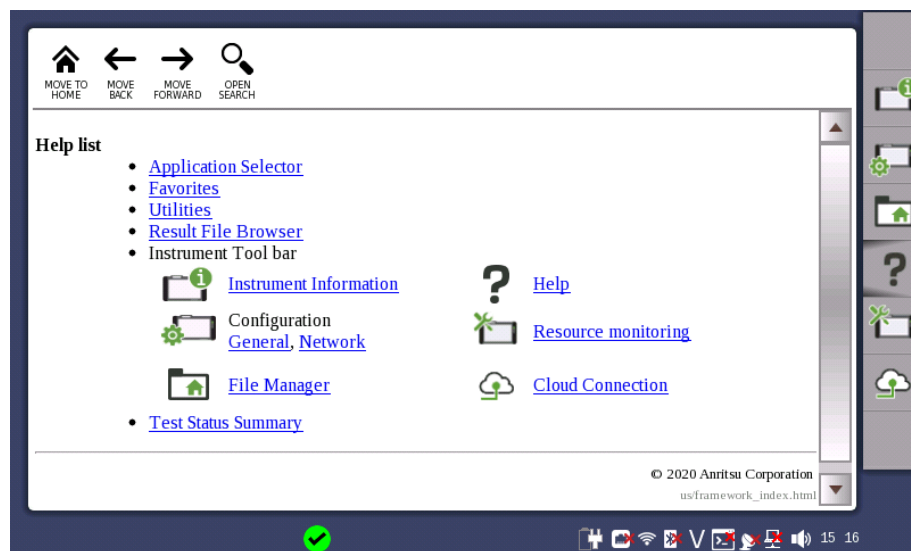 MOVE TO HOME
MOVE BACK
MOVE FORWARD
OPEN SEARCH
Help list
Application Selector
Favorites
Utilities
Result File Browser
Instrument Tool bar
Instrument Information
Help
Configuration
General, Network
Resource monitoring
File Manager
Cloud Connection
Test Status Summary
© 2020 Anritsu Corporation
us/framework_index.html
V
15 16